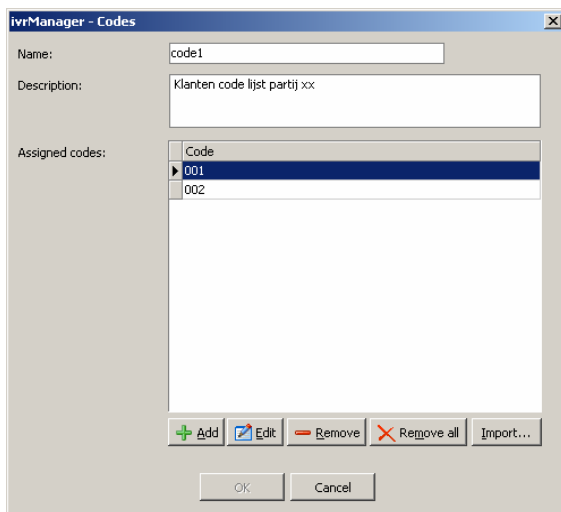 ivrManager - Codes
Name: code1
Description: Klanten code lijst partij xx
Assigned codes: Code
001
002
Add Edit Remove Remove all Import...
OK Cancel